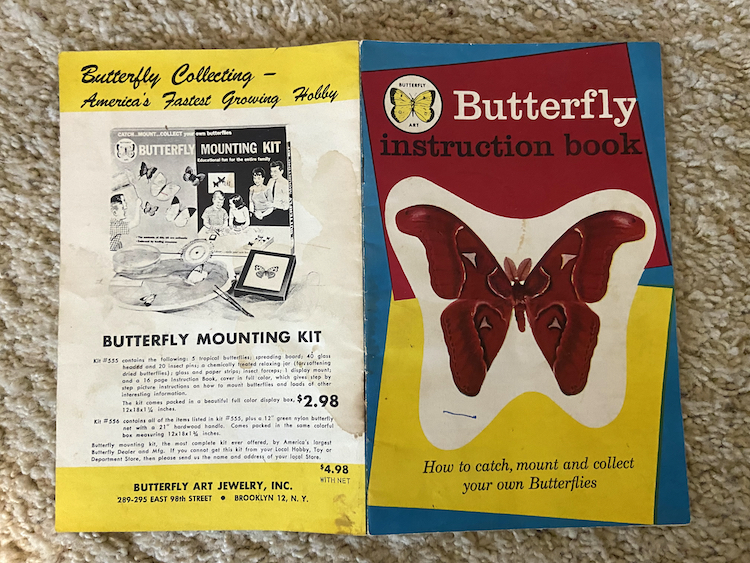 Butterfly Collecting —
America's Fastest Growing Hobby
CATCH...MOUNT...COLLECT your own butterflies
BUTTERFLY MOUNTING KIT
Educational fun for the entire family
BUTTERFLY MOUNTING KIT
Kit #555 contains the following: 5 tropical butterflies; spreading board; 40 glass
headed and 20 insect pins; a chemically treated relaxing jar (for softening
dried butterflies); glass and paper strips; insect forceps; 1 display mount;
and a 16 page Instruction Book, cover in full color, which gives step by
step picture instructions on how to mount butterflies and loads of other
interesting information.
The kit comes packed in a beautiful full color display box, $2.98
12x18x1¾ inches.
Kit #556 contains all of the items listed in kit #555, plus a 12" green nylon butterfly
net with a 21" hardwood handle. Comes packed in the same colorful
box measuring 12x18x1¾ inches.
Butterfly mounting kit, the most complete kit ever offered, by America's largest
Butterfly Dealer and Mfg. If you cannot get this kit from your Local Hobby, Toy or
Department Store, then please send us the name and address of your local Store.
$4.98
WITH NET
BUTTERFLY ART JEWELRY, INC.
289-295 EAST 98th STREET • BROOKLYN 12, N. Y.
BUTTERFLY
ART
Butterfly
instruction book
How to catch, mount and collect
your own Butterflies